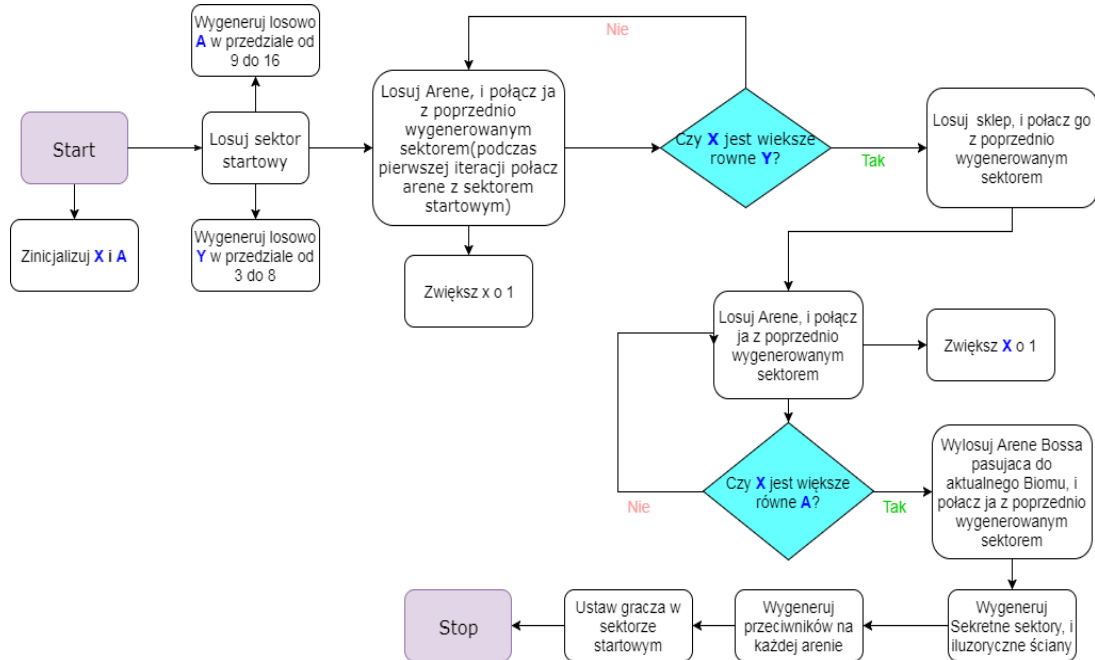 Wygeneruj losowo
A w przedziale od
9 do 16
Start
Losuj sektor
startowy
Zinicjalizuj X i A
Wygeneruj losowo
Y w przedziale od
3 do 8
Losuj Arene, i połącz ja
z poprzednio
wygenerowanym
sektorem(podczas
pierwszej iteracji połacz
arene z sektorem
startowym)
Zwiększ x o 1
Nie
Czy X jest wieksze
rowne Y?
Tak
Losuj sklep, i połacz go
z poprzednio
wygenerowanym
sektorem
Losuj Arene, i połącz
ja z poprzednio
wygenerowanym
sektorem
Zwiększ X o 1
Czy X jest większe
równe A?
Nie
Tak
Wylosuj Arene Bossa
pasujaca do
aktualnego Biomu, i
połacz ja z poprzednio
wygenerowanym
sektorem
Wygeneruj
Sekretne sektory, i
iluzoryczne ściany
Wygeneruj
przeciwników na
każdej arenie
Ustaw gracza w
sektorze
startowym
Stop